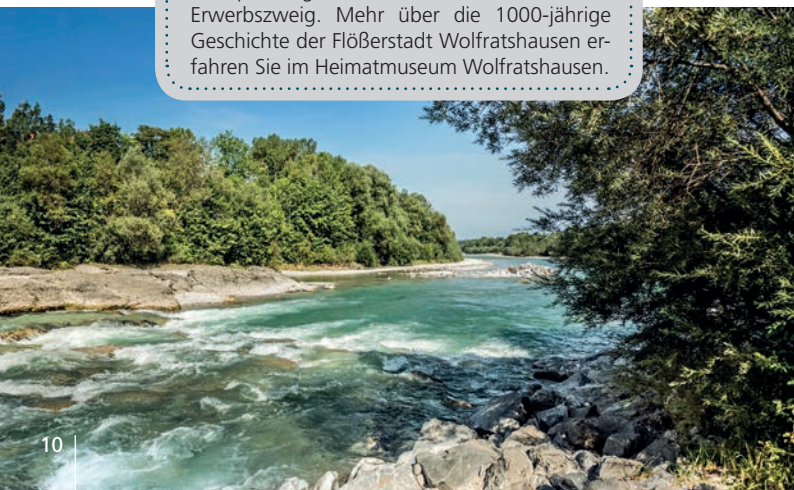 Erwerbszweig. Mehr über die 1000-jährige
Geschichte der Flößerstadt Wolfratshausen er-
fahren Sie im Heimatmuseum Wolfratshausen.
10